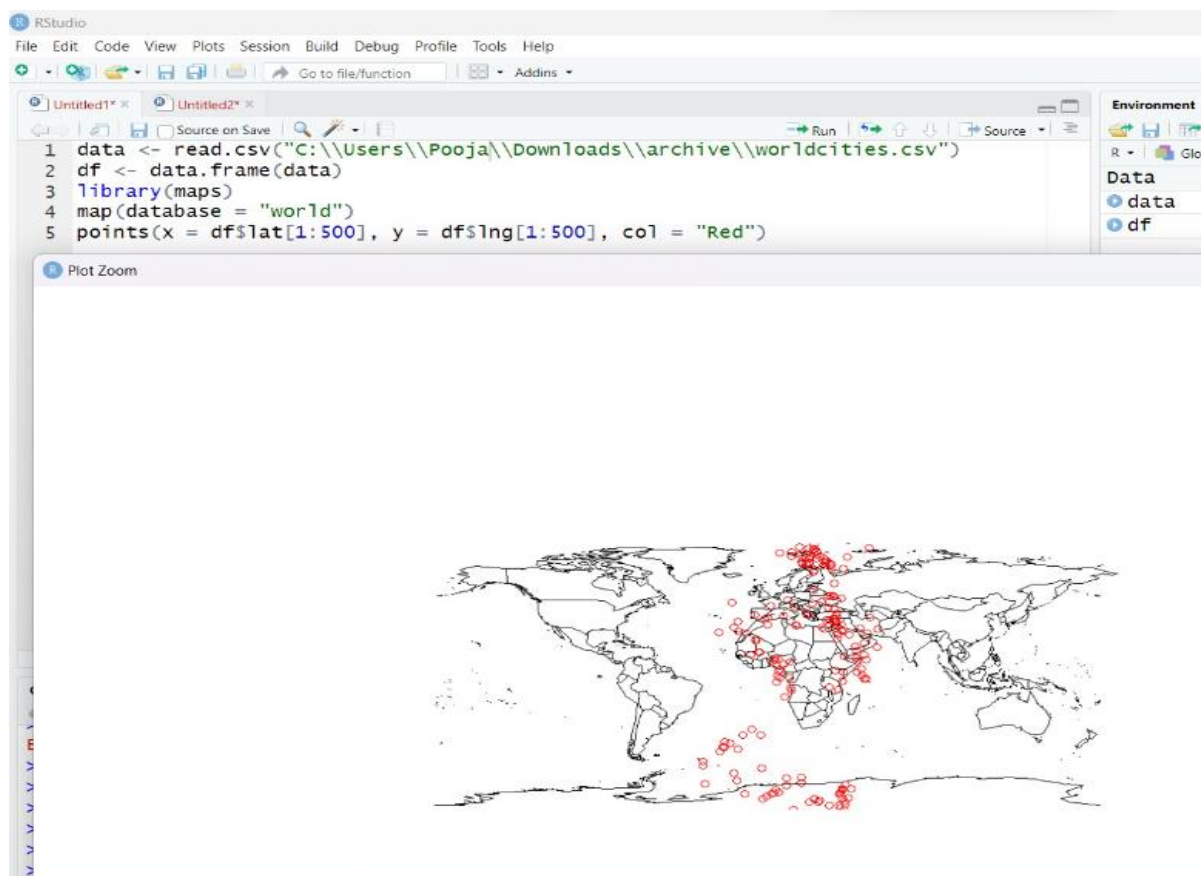 RStudio
File Edit Code View Plots Session Build Debug Profile Tools Help
Go to file/function Addins
Untitled1* Untitled2*
Source on Save Run Source
1 data <- read.csv("C:\\Users\\Pooja\\Downloads\\archive\\worldcities.csv")
2 df <- data.frame(data)
3 library(maps)
4 map(database = "world")
5 points(x = df$lat[1:500], y = df$lng[1:500], col = "Red")
Environment
R Glo
Data
data
df
Plot Zoom
E
>
>
>
>
>
>